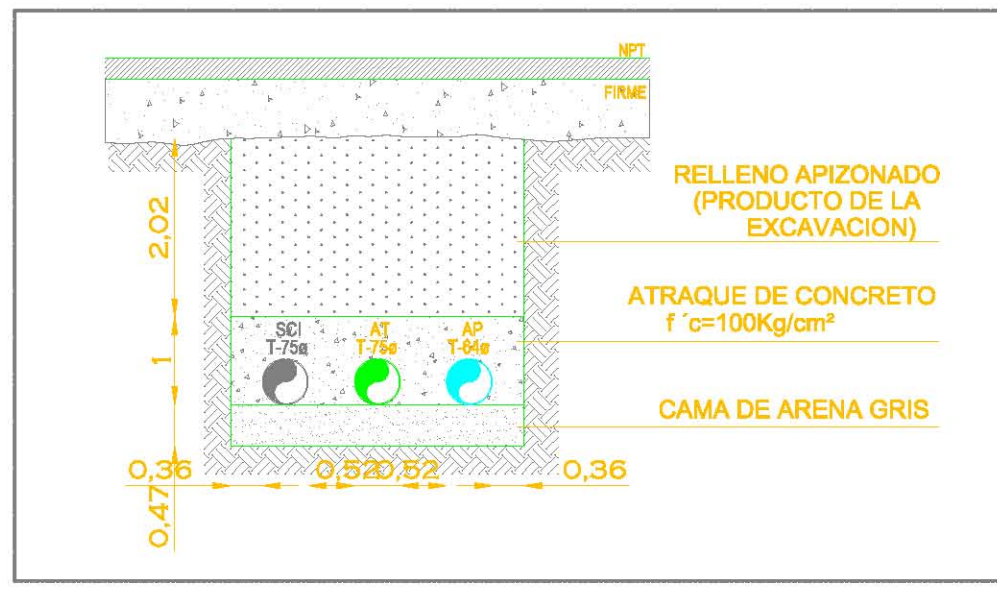 NPT
FIRME
RELLENO APIZONADO
(PRODUCTO DE LA
EXCAVACION)
2,02
ATRAQUE DE CONCRETO
f ´c=100Kg/cm²
SCI
T-75ø
AT
T-75ø
AP
T-64ø
1
CAMA DE ARENA GRIS
0,36
0,52
0,52
0,36
0,47